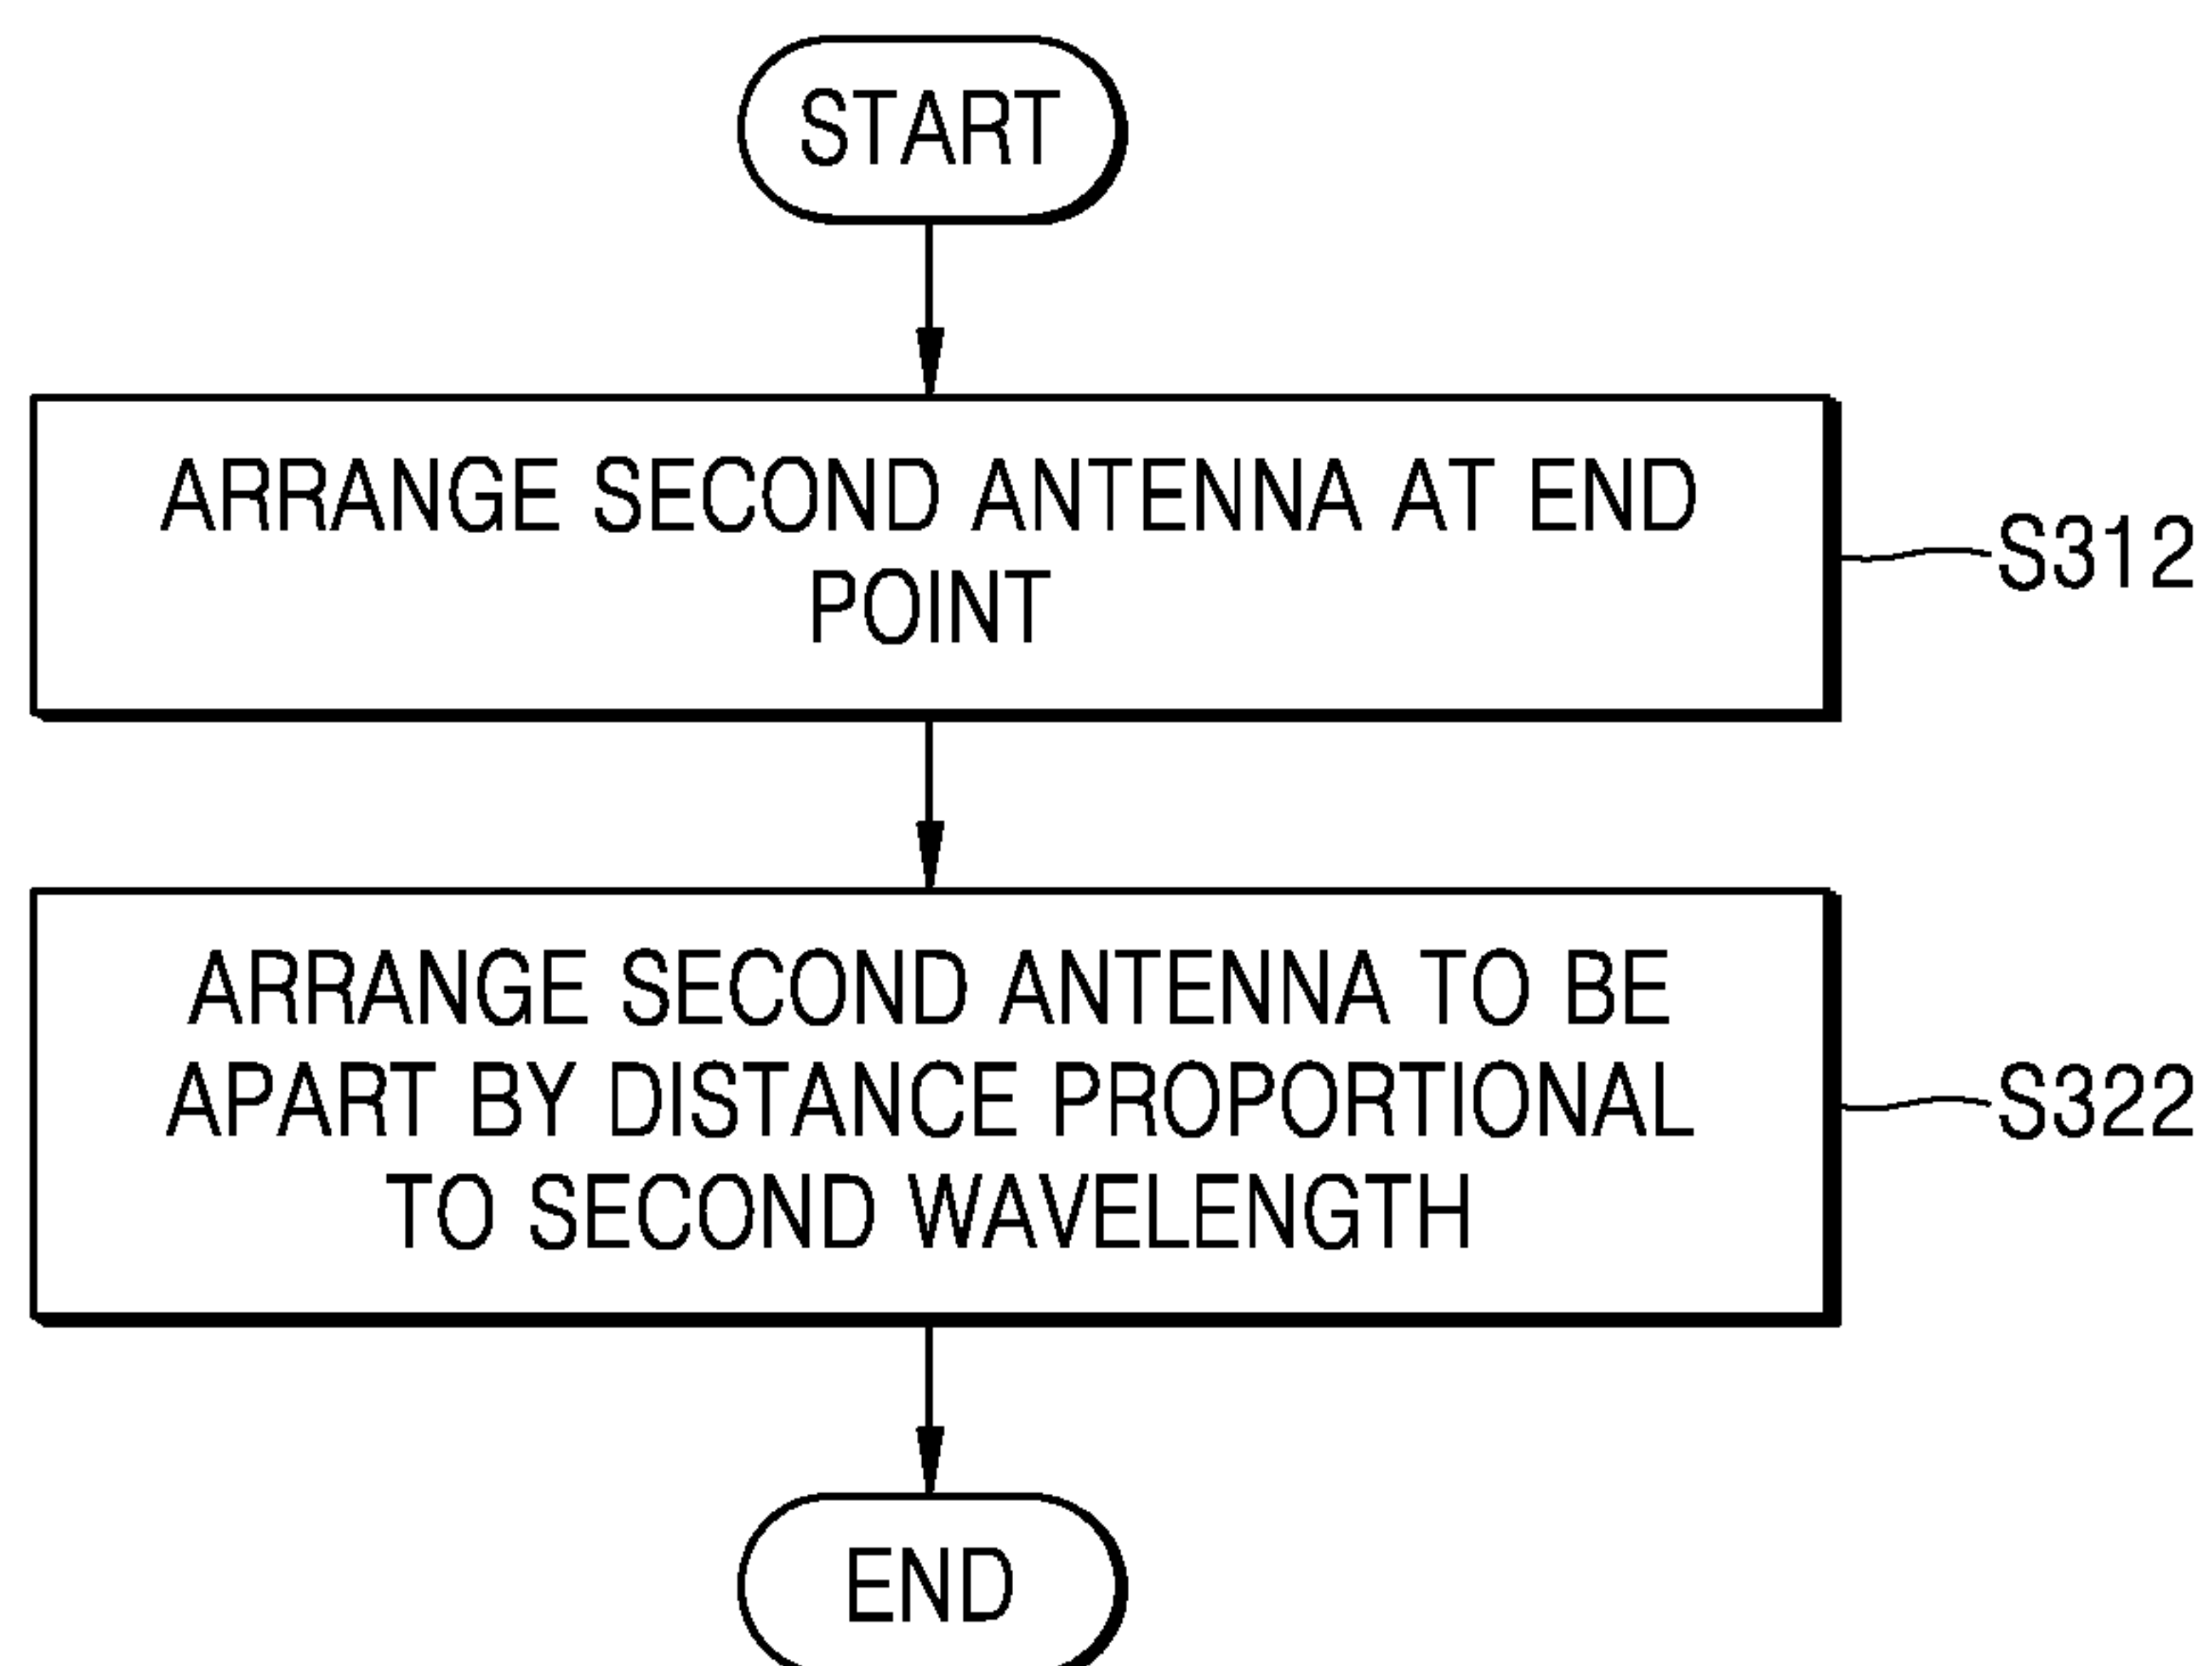 START
ARRANGE SECOND ANTENNA AT END
POINT
S312
ARRANGE SECOND ANTENNA TO BE
APART BY DISTANCE PROPORTIONAL
TO SECOND WAVELENGTH
S322
END